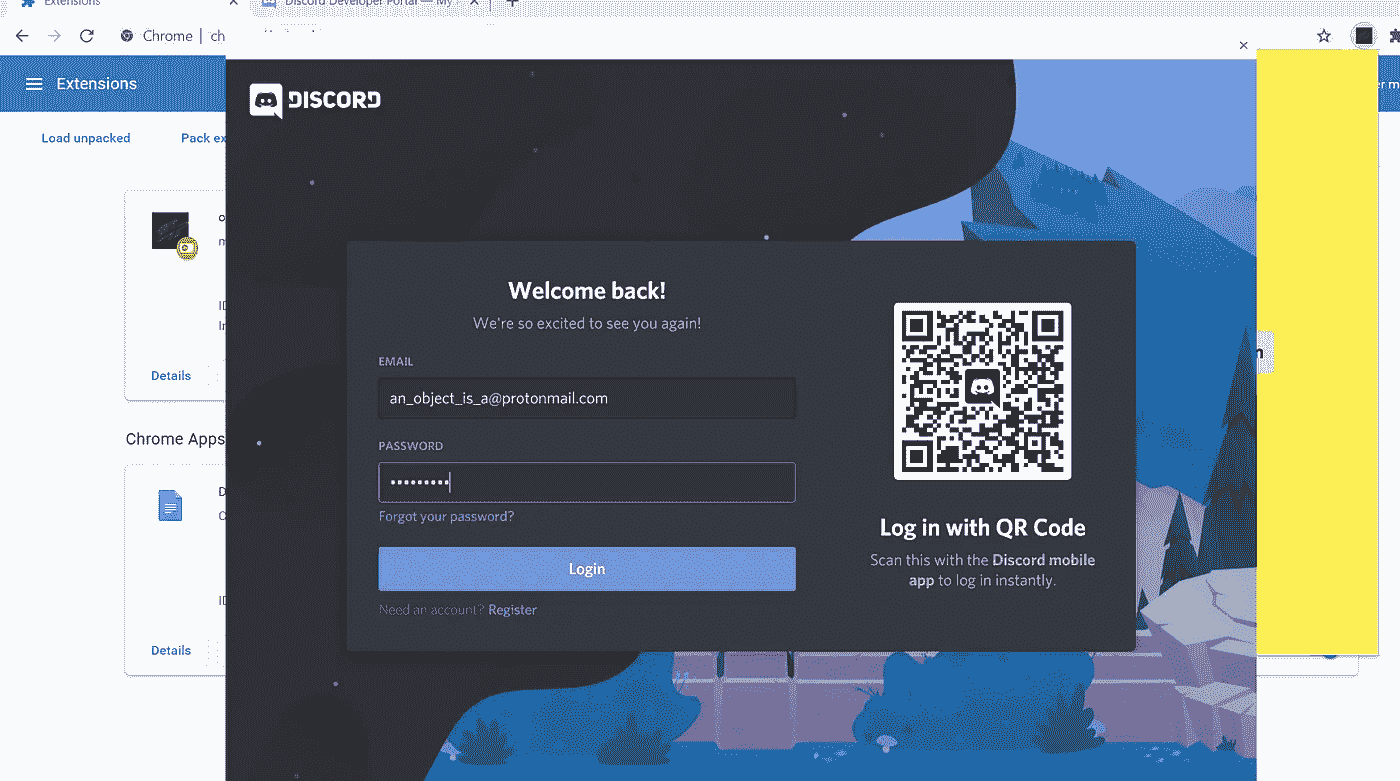 Extensions
Discord Developer Portal — My
Chrome | ch
Extensions
Load unpacked
Pack ex
DISCORD
Welcome back!
We're so excited to see you again!
EMAIL
an_object_is_a@protonmail.com
PASSWORD
Forgot your password?
Login
Need an account? Register
Log in with QR Code
Scan this with the Discord mobile
app to log in instantly.
Details
Chrome Apps
Details